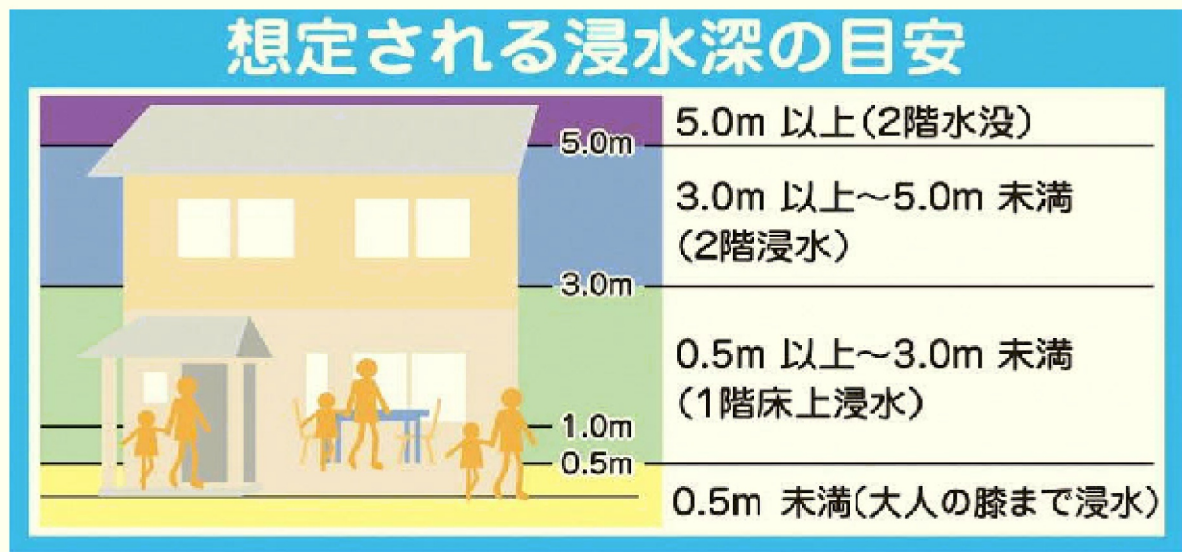 想定される浸水深の目安
5.0m
5.0m 以上(2階水没)
3.0m 以上～5.0m 未満
(2階浸水)
3.0m
0.5m 以上～3.0m 未満
(1階床上浸水)
1.0m
0.5m
0.5m 未満(大人の膝まで浸水)